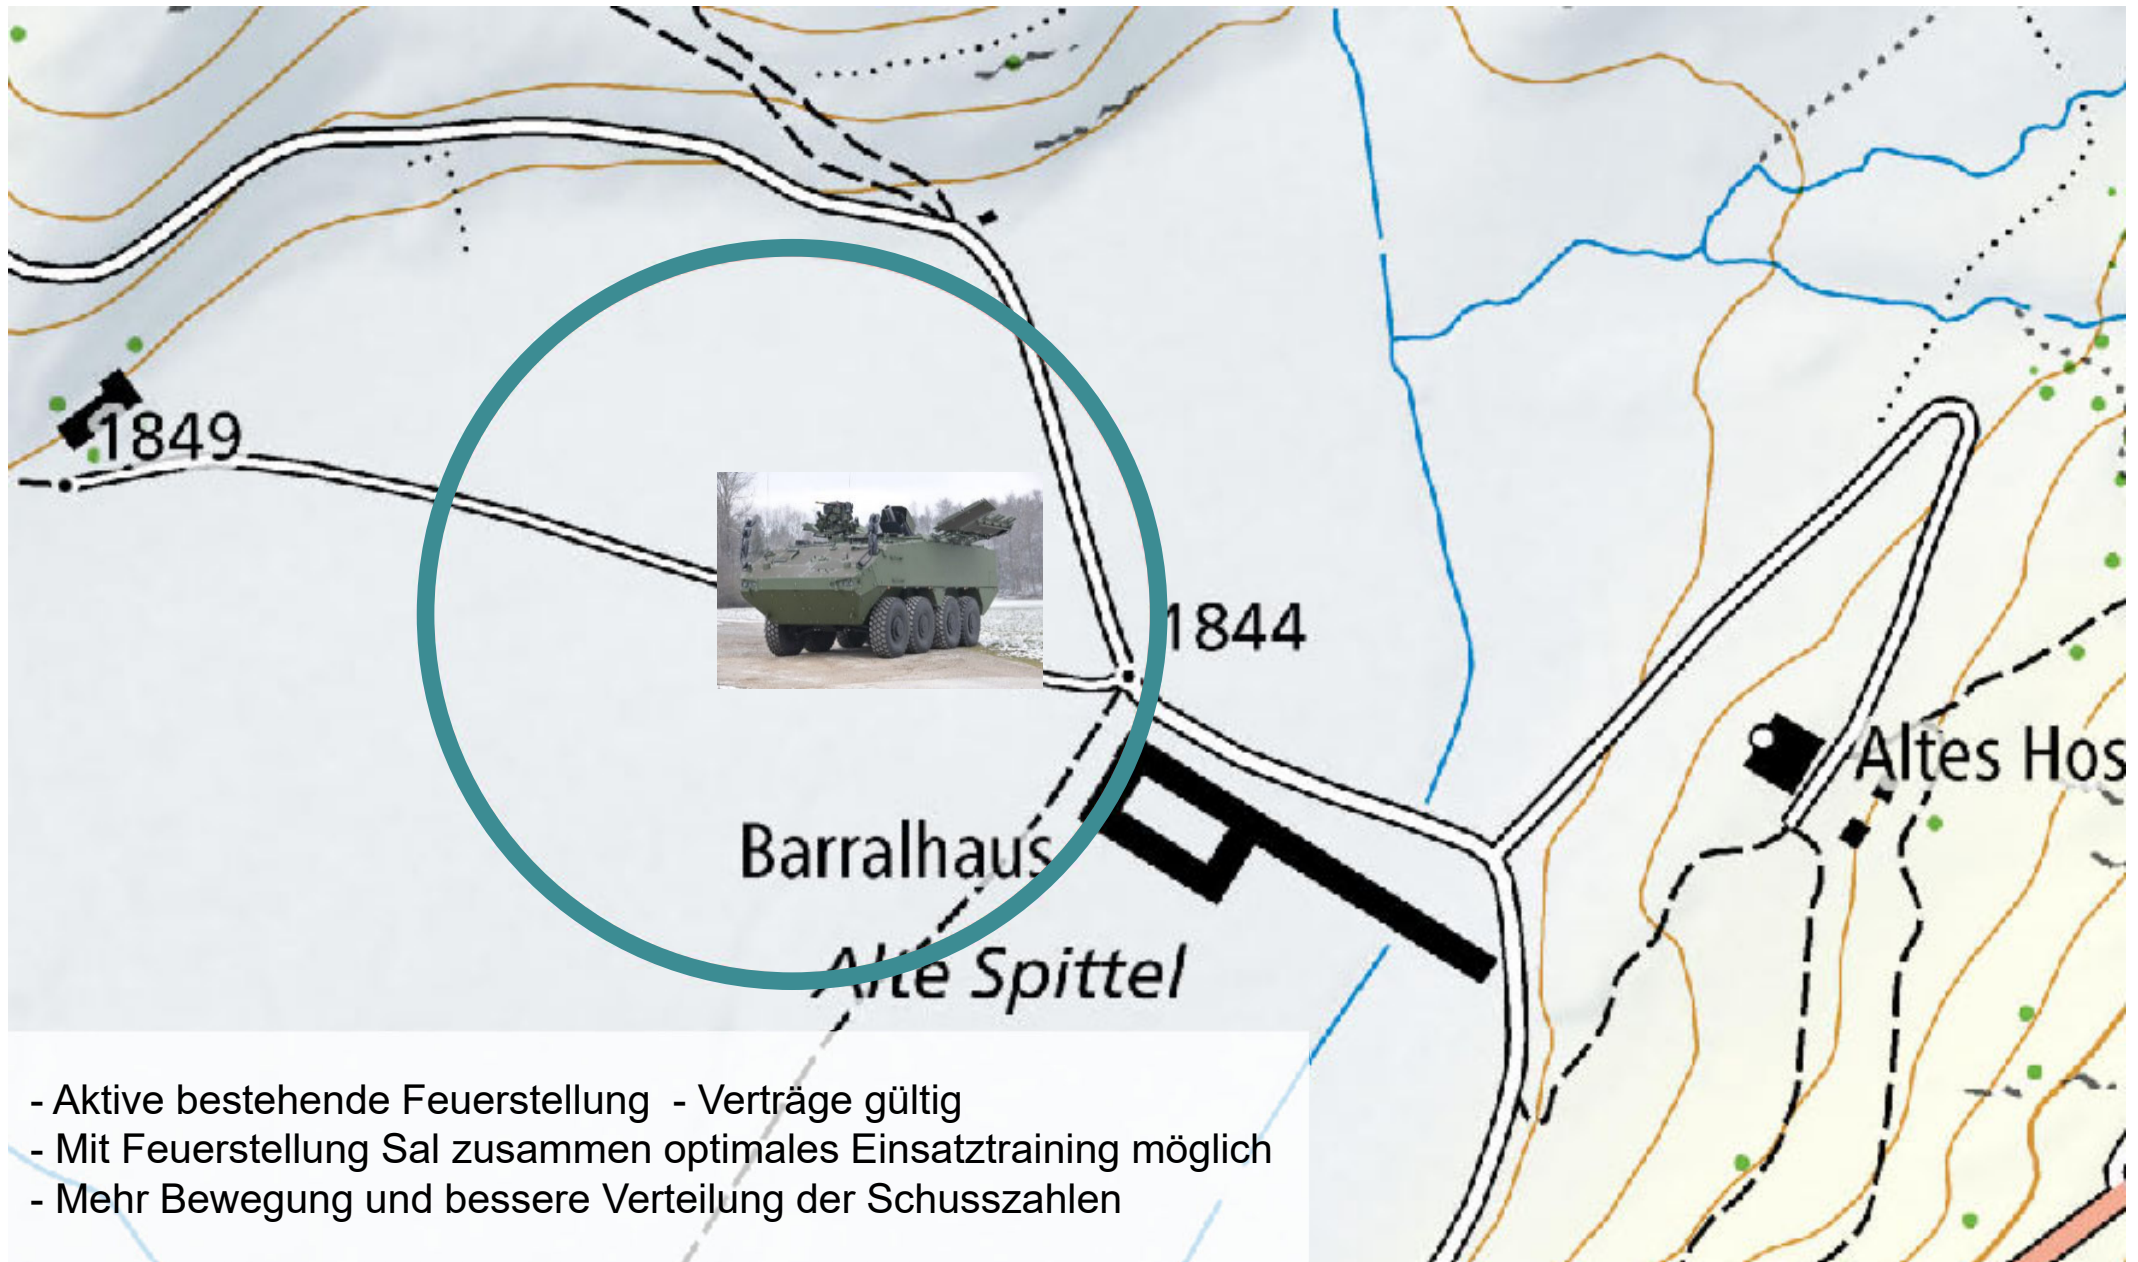 1849
1844
Altes Hos
Barralhaus
Alte Spittel
- Aktive bestehende Feuerstellung - Verträge gültig
- Mit Feuerstellung Sal zusammen optimales Einsatztraining möglich
- Mehr Bewegung und bessere Verteilung der Schusszahlen